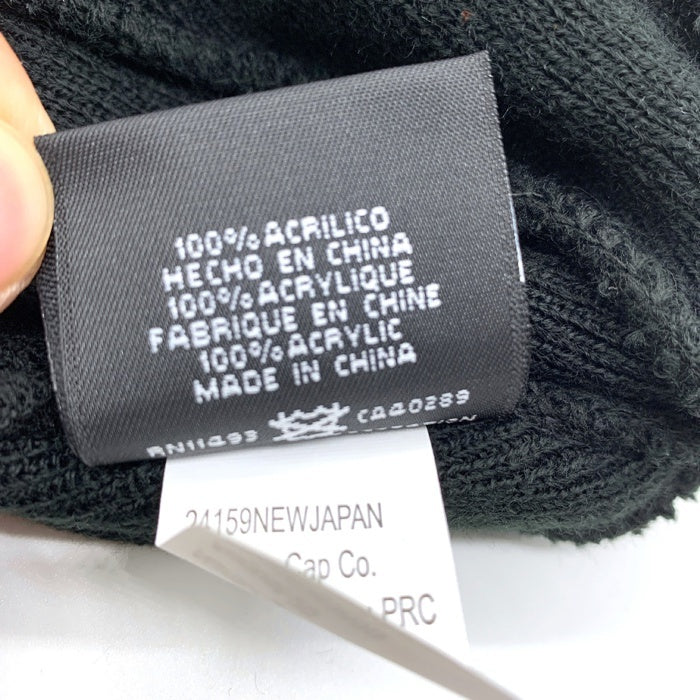 100% ACRILICO
HECHO EN CHINA
100% ACRYLIQUE
FABRIQUE EN CHINE
100% ACRYLIC
MADE IN CHINA
RN11493 CA40289
24159NEWJAPAN
Cap Co.
PRC